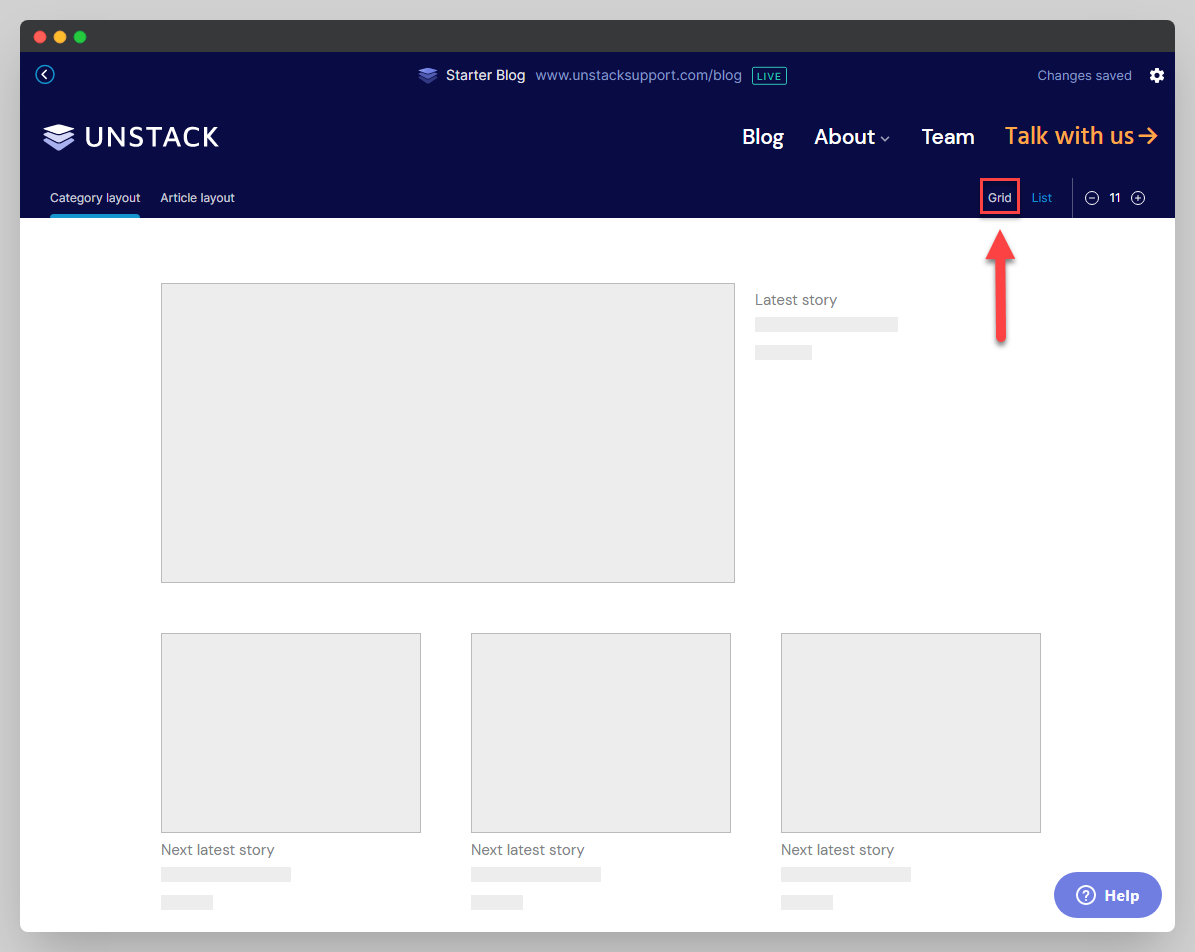 Starter Blog www.unstacksupport.com/blog LIVE Changes saved
UNSTACK Blog About Team Talk with us
Category layout Article layout Grid List 11
Latest story
Next latest story Next latest story Next latest story
Help